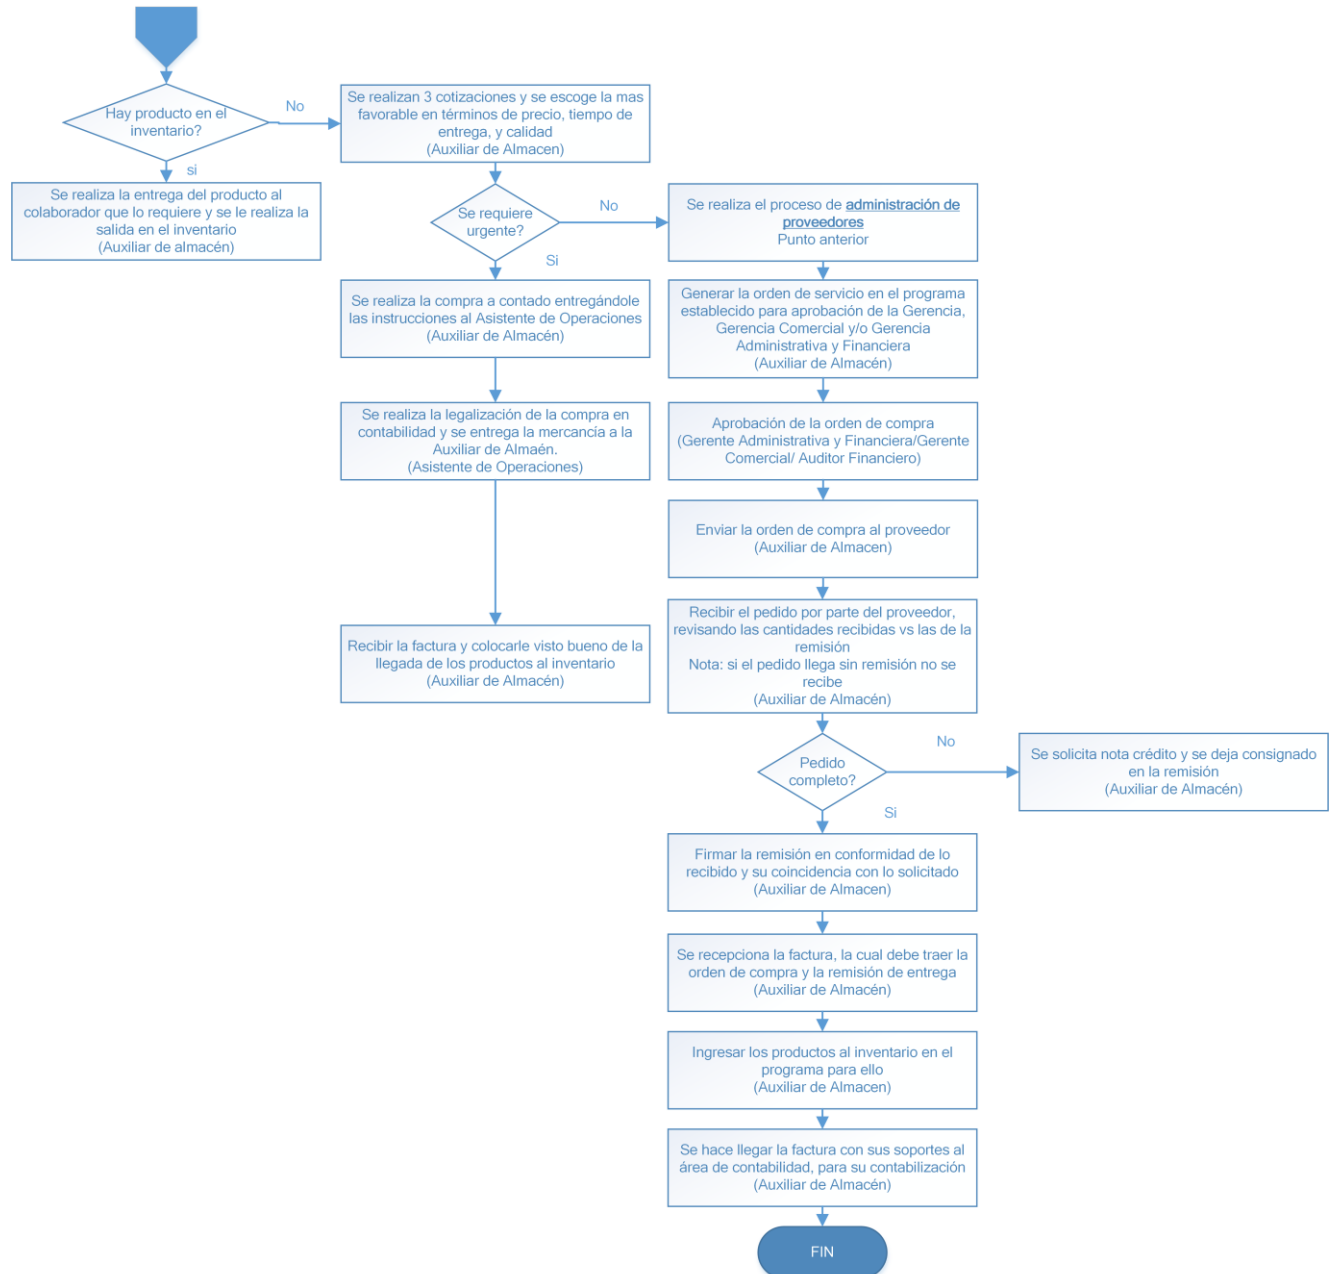 Hay producto en el
inventario?
No
si
Se realiza la entrega del producto al
colaborador que lo requiere y se le realiza la
salida en el inventario
(Auxiliar de almacén)
Se realizan 3 cotizaciones y se escoge la mas
favorable en términos de precio, tiempo de
entrega, y calidad
(Auxiliar de Almacen)
Se requiere
urgente?
No
Si
Se realiza la compra a contado entregándole
las instrucciones al Asistente de Operaciones
(Auxiliar de Almacén)
Se realiza la legalización de la compra en
contabilidad y se entrega la mercancía a la
Auxiliar de Almaén.
(Asistente de Operaciones)
Recibir la factura y colocarle visto bueno de la
llegada de los productos al inventario
(Auxiliar de Almacén)
Se realiza el proceso de administración de
proveedores
Punto anterior
Generar la orden de servicio en el programa
establecido para aprobación de la Gerencia,
Gerencia Comercial y/o Gerencia
Administrativa y Financiera
(Auxiliar de Almacén)
Aprobación de la orden de compra
(Gerente Administrativa y Financiera/Gerente
Comercial/ Auditor Financiero)
Enviar la orden de compra al proveedor
(Auxiliar de Almacen)
Recibir el pedido por parte del proveedor,
revisando las cantidades recibidas vs las de la
remisión
Nota: si el pedido llega sin remisión no se
recibe
(Auxiliar de Almacén)
Pedido
completo?
No
Se solicita nota crédito y se deja consignado
en la remisión
(Auxiliar de Almacén)
Si
Firmar la remisión en conformidad de lo
recibido y su coincidencia con lo solicitado
(Auxiliar de Almacen)
Se recepciona la factura, la cual debe traer la
orden de compra y la remisión de entrega
(Auxiliar de Almacén)
Ingresar los productos al inventario en el
programa para ello
(Auxiliar de Almacen)
Se hace llegar la factura con sus soportes al
área de contabilidad, para su contabilización
(Auxiliar de Almacén)
FIN